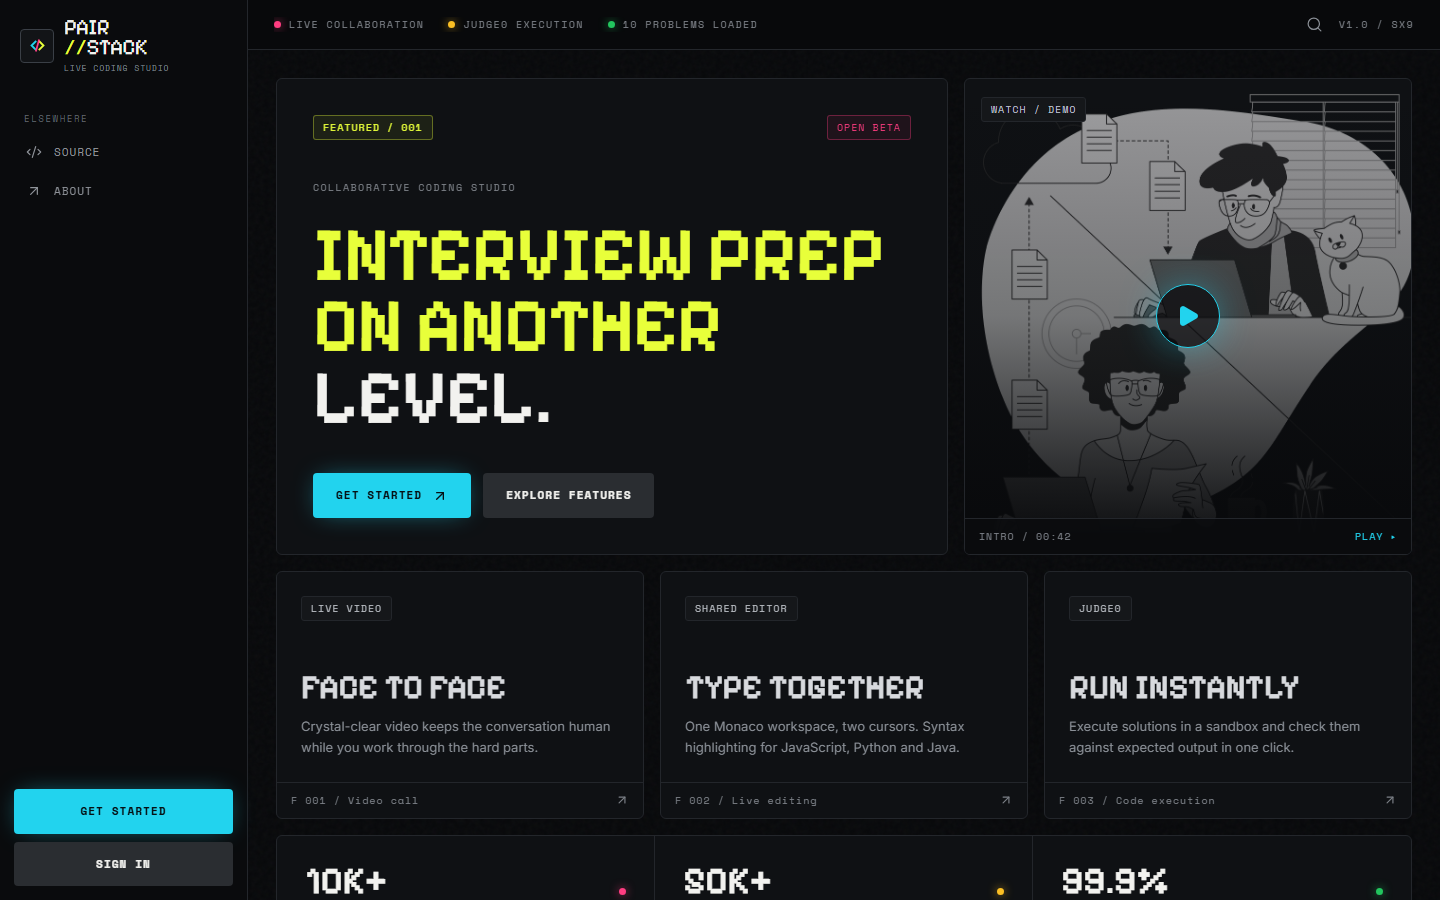 PAIR
//STACK
LIVE CODING STUDIO
ELSEWHERE
SOURCE
ABOUT
GET STARTED
SIGN IN
LIVE COLLABORATION
JUDGE0 EXECUTION
10 PROBLEMS LOADED
V1.0 / SX9
FEATURED / 001
OPEN BETA
COLLABORATIVE CODING STUDIO
INTERVIEW PREP
ON ANOTHER
LEVEL.
GET STARTED
EXPLORE FEATURES
WATCH / DEMO
INTRO / 00:42
PLAY ▸
LIVE VIDEO
FACE TO FACE
Crystal-clear video keeps the conversation human
while you work through the hard parts.
F 001 / Video call
SHARED EDITOR
TYPE TOGETHER
One Monaco workspace, two cursors. Syntax
highlighting for JavaScript, Python and Java.
F 002 / Live editing
JUDGE0
RUN INSTANTLY
Execute solutions in a sandbox and check them
against expected output in one click.
F 003 / Code execution
10K+
50K+
99.9%